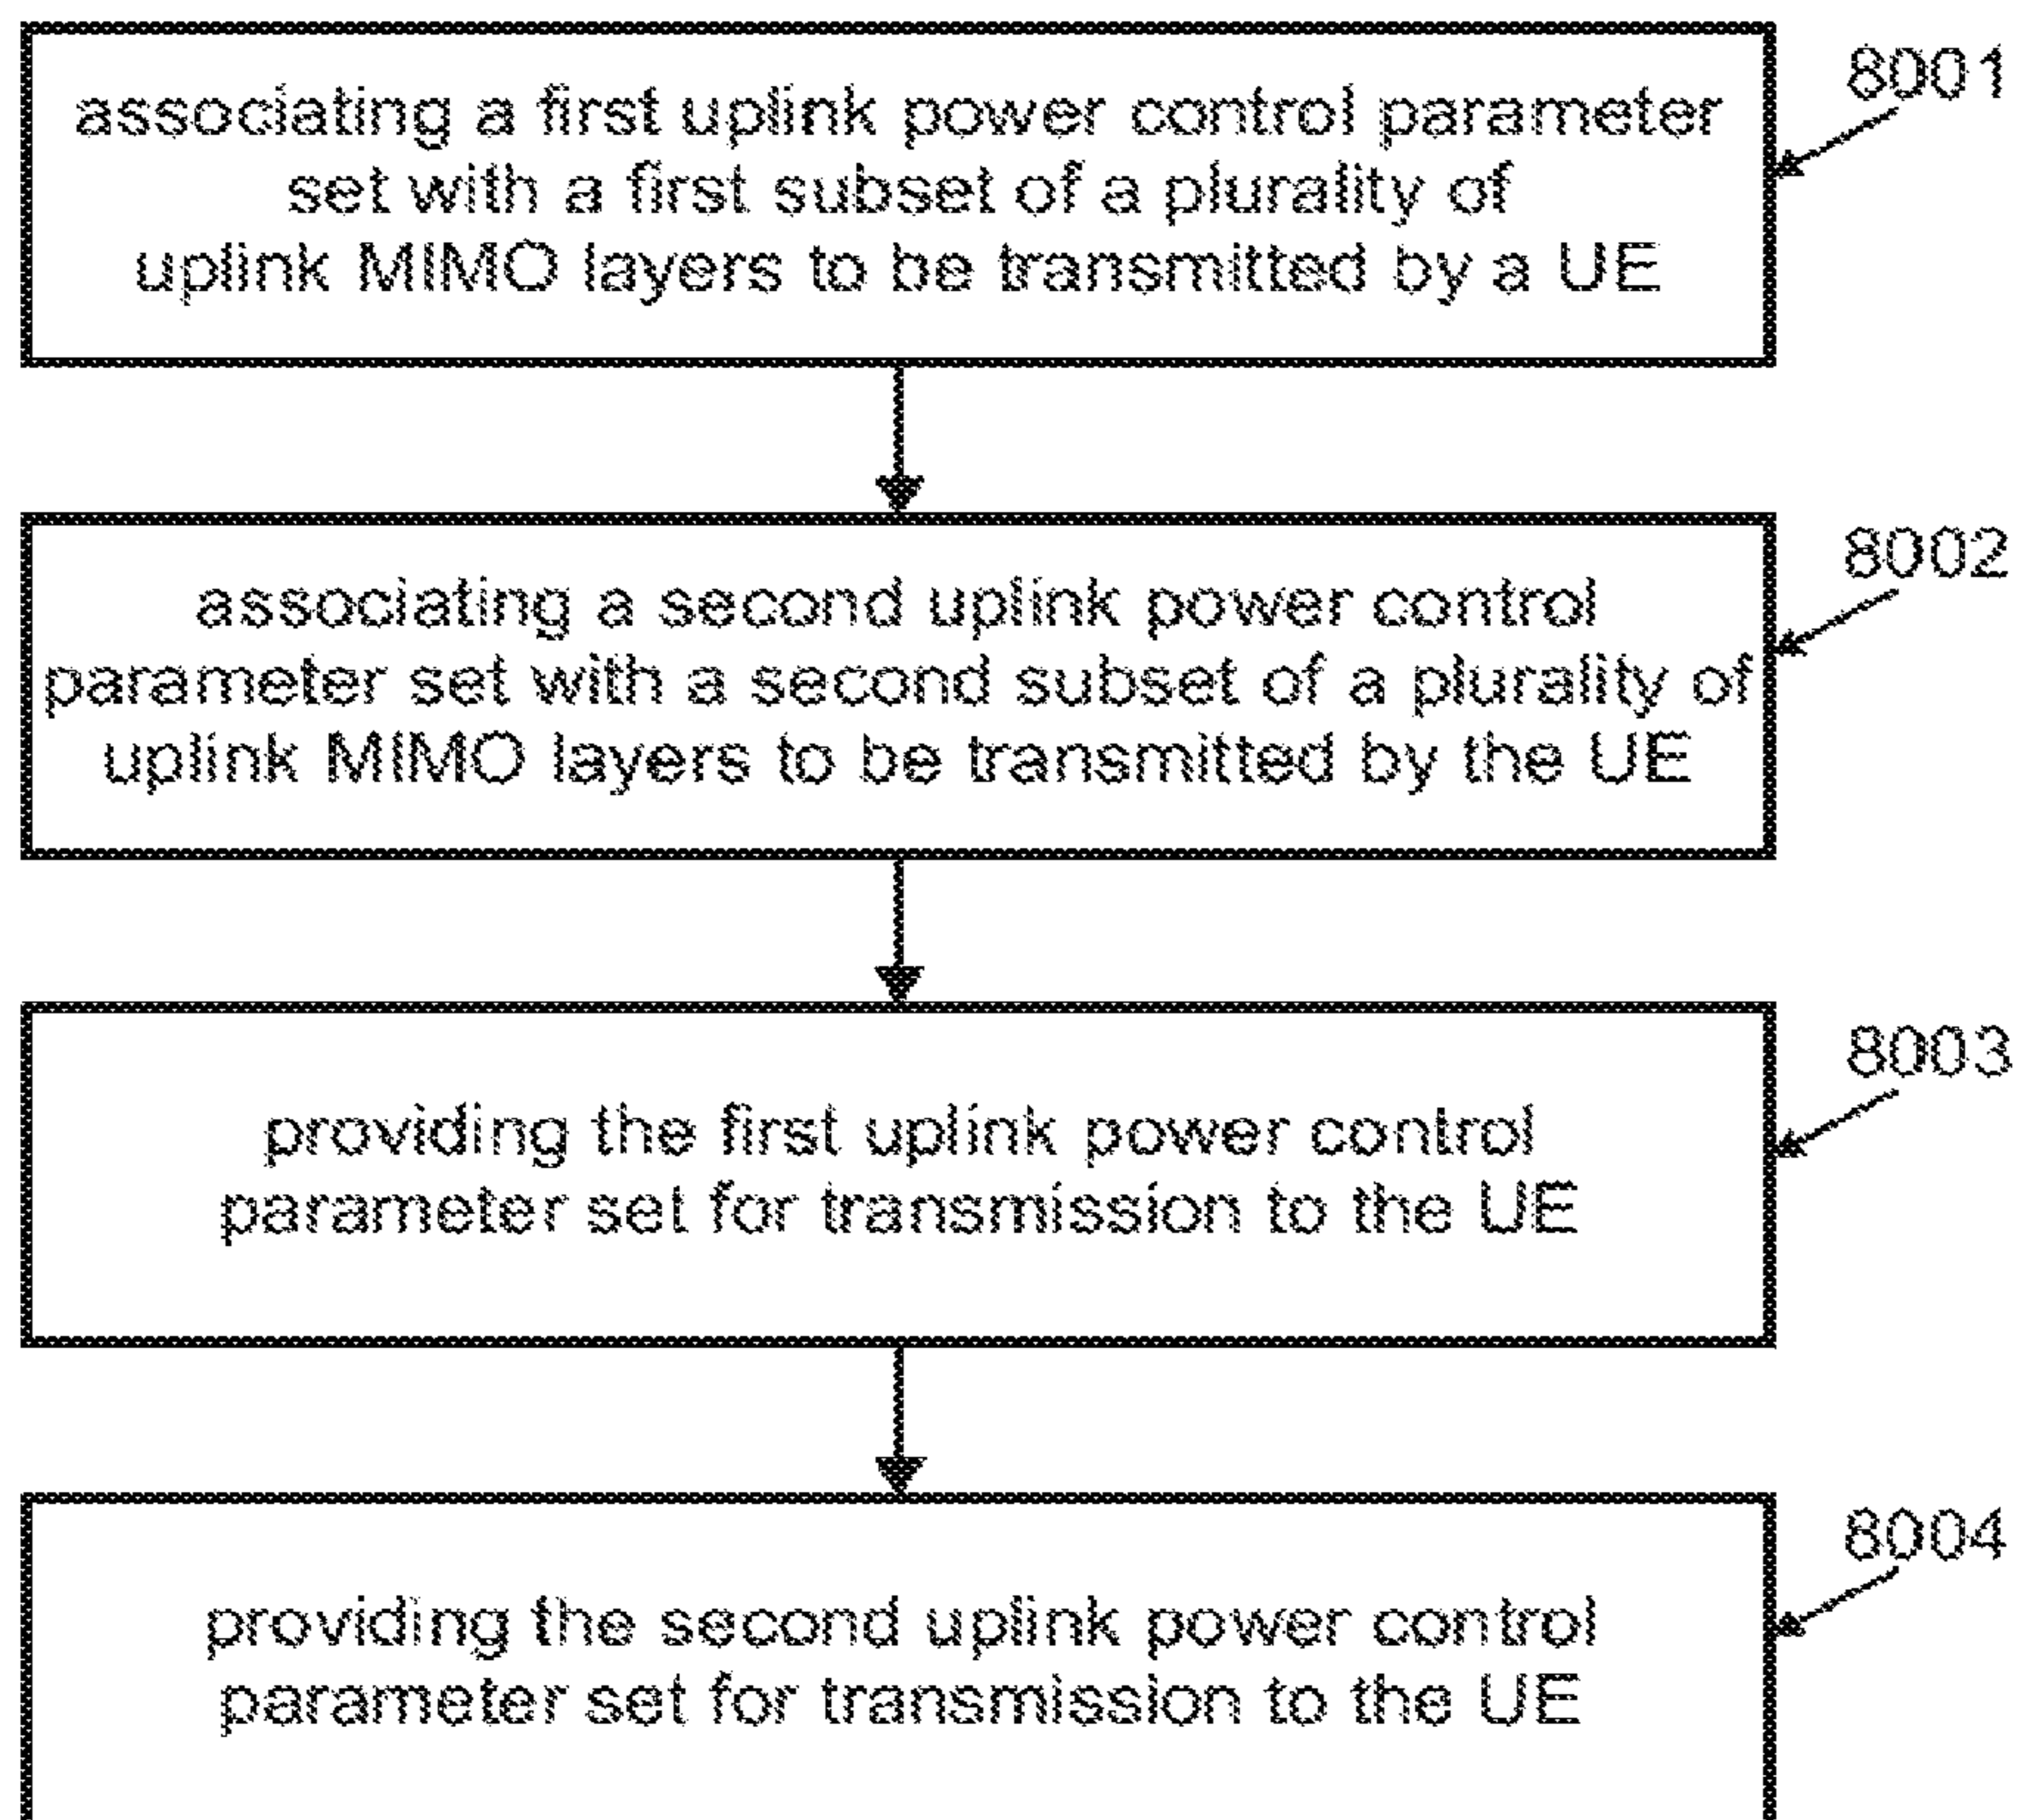 associating a first uplink power control parameter
set with a first subset of a plurality of
uplink MIMO layers to be transmitted by a UE
8001
associating a second uplink power control
parameter set with a second subset of a plurality of
uplink MIMO layers to be transmitted by the UE
8002
providing the first uplink power control
parameter set for transmission to the UE
8003
providing the second uplink power control
parameter set for transmission to the UE
8004